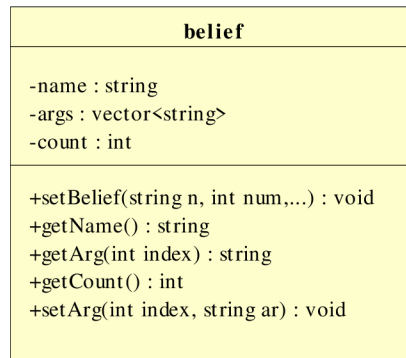 belief
-name : string
-args : vector<string>
-count : int
+setBelief(string n, int num,...) : void
+getName() : string
+getArg(int index) : string
+getCount() : int
+setArg(int index, string ar) : void